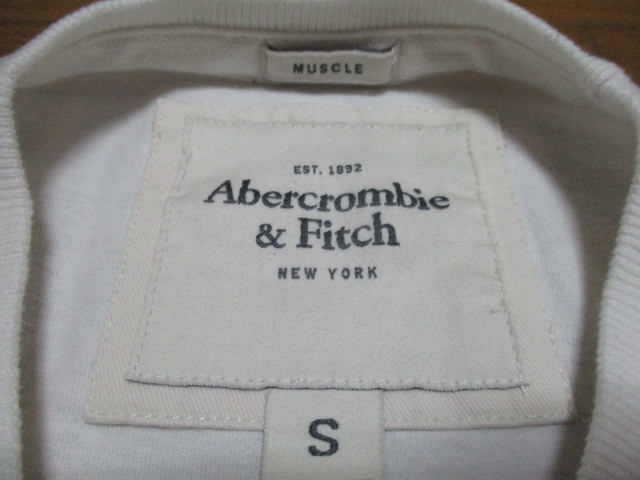 MUSCLE
EST. 1892
Abercrombie
& Fitch
NEW YORK
S